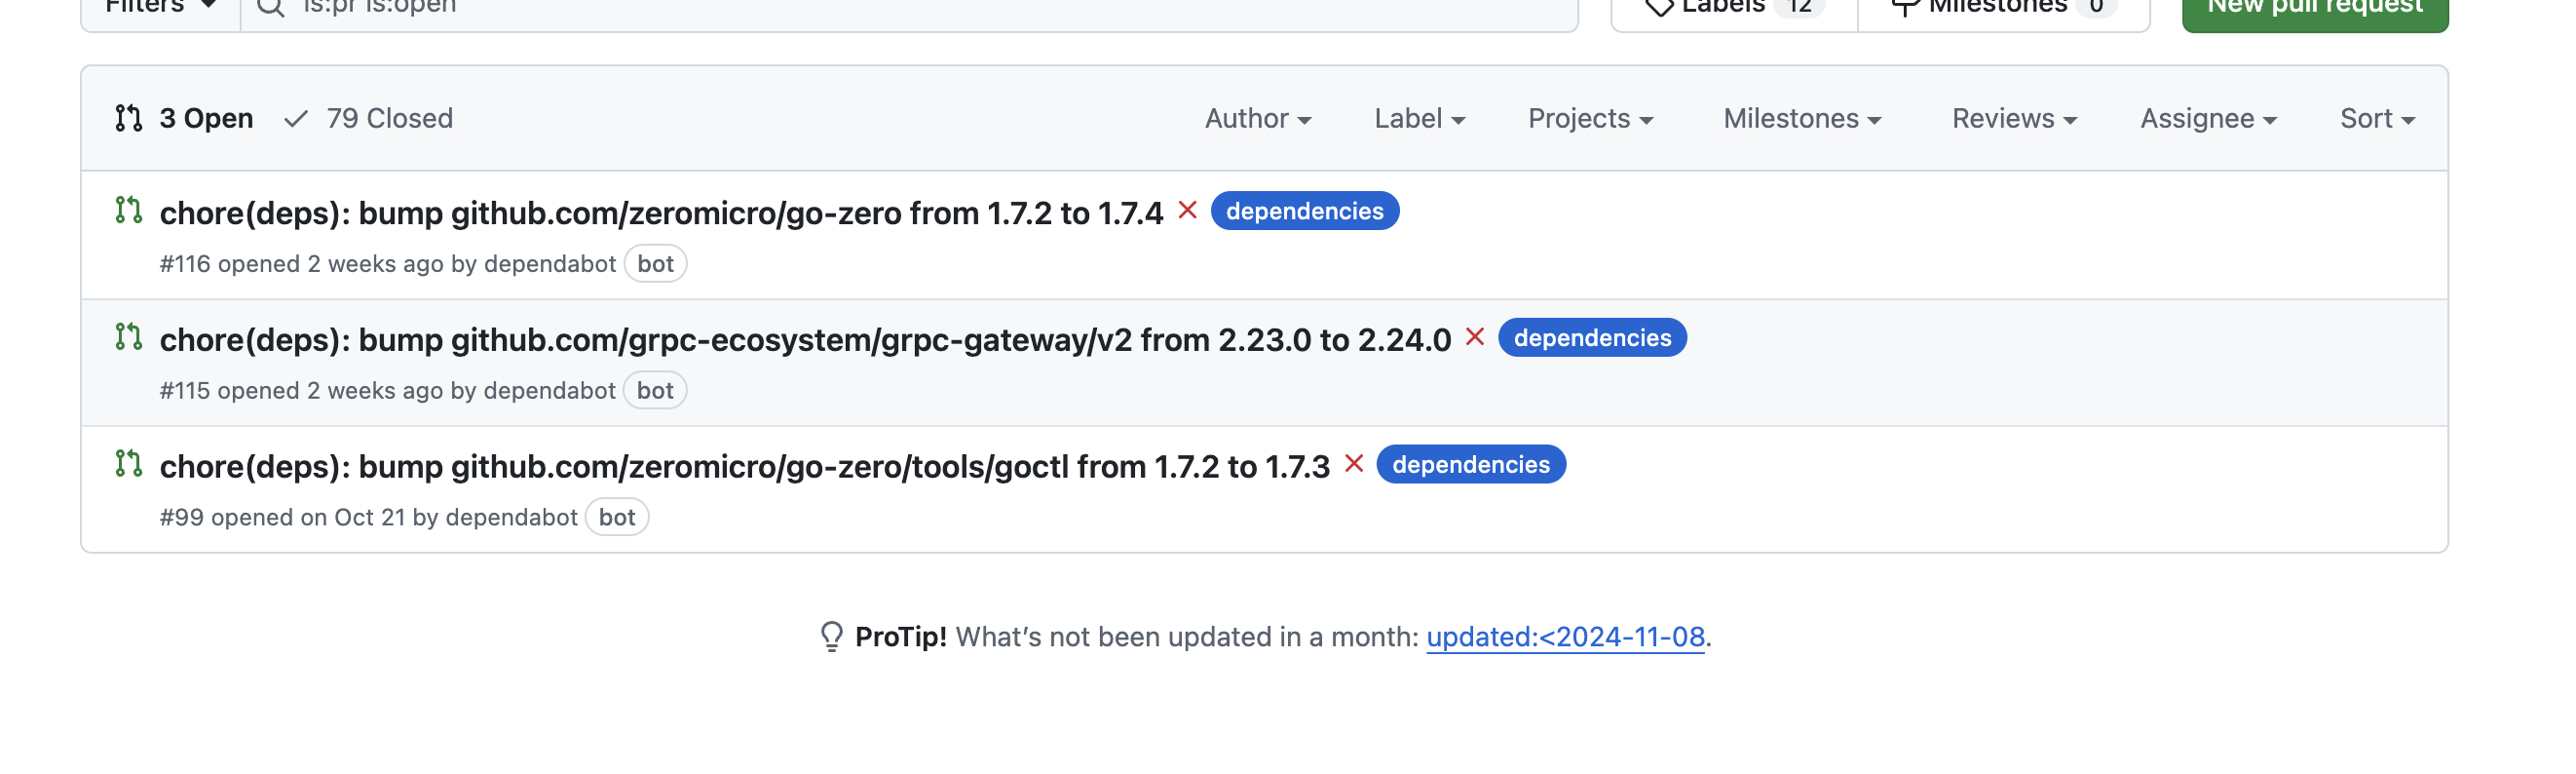 Filters is:pr is:open Labels 12 Milestones 0 New pull request
3 Open 79 Closed Author Label Projects Milestones Reviews Assignee Sort
chore(deps): bump github.com/zeromicro/go-zero from 1.7.2 to 1.7.4 dependencies
#116 opened 2 weeks ago by dependabot bot
chore(deps): bump github.com/grpc-ecosystem/grpc-gateway/v2 from 2.23.0 to 2.24.0 dependencies
#115 opened 2 weeks ago by dependabot bot
chore(deps): bump github.com/zeromicro/go-zero/tools/goctl from 1.7.2 to 1.7.3 dependencies
#99 opened on Oct 21 by dependabot bot
ProTip! What’s not been updated in a month: updated:<2024-11-08.